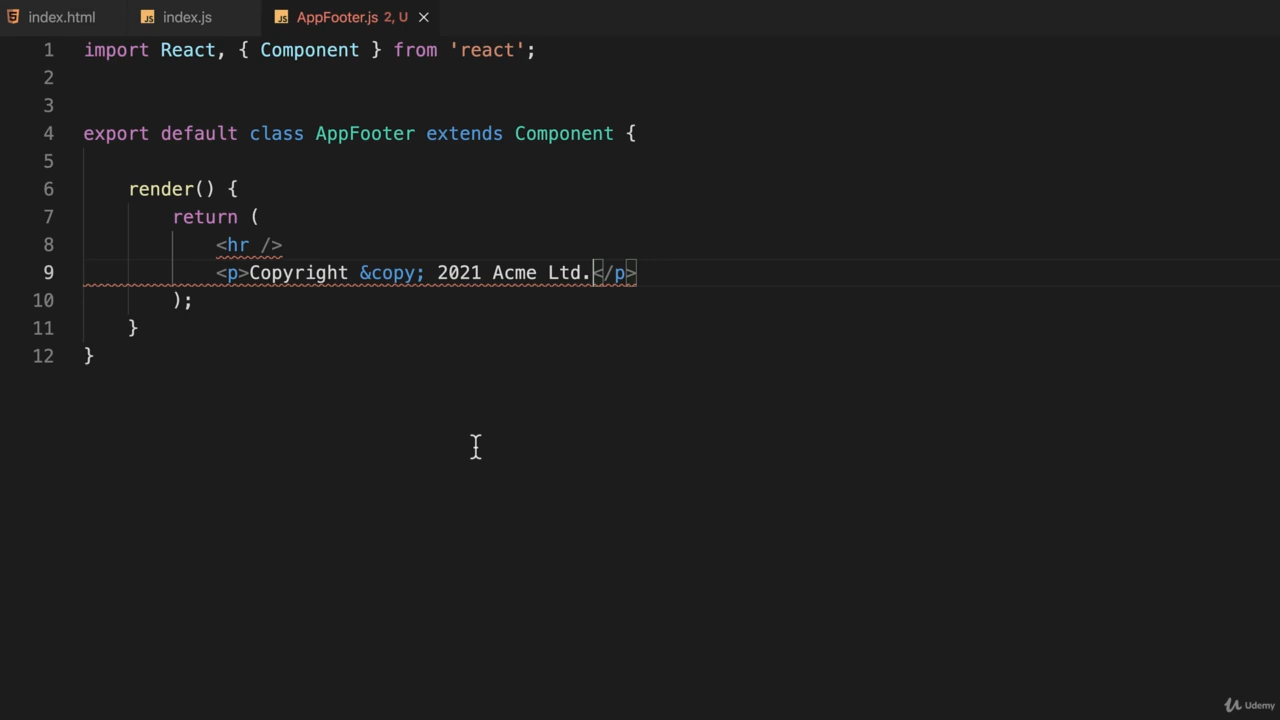 index.html
index.js
AppFooter.js 2, U
1 import React, { Component } from 'react';
2
3
4 export default class AppFooter extends Component {
5
6     render() {
7         return (
8             <hr />
9             <p>Copyright &copy; 2021 Acme Ltd.</p>
10         );
11     }
12 }
Udemy